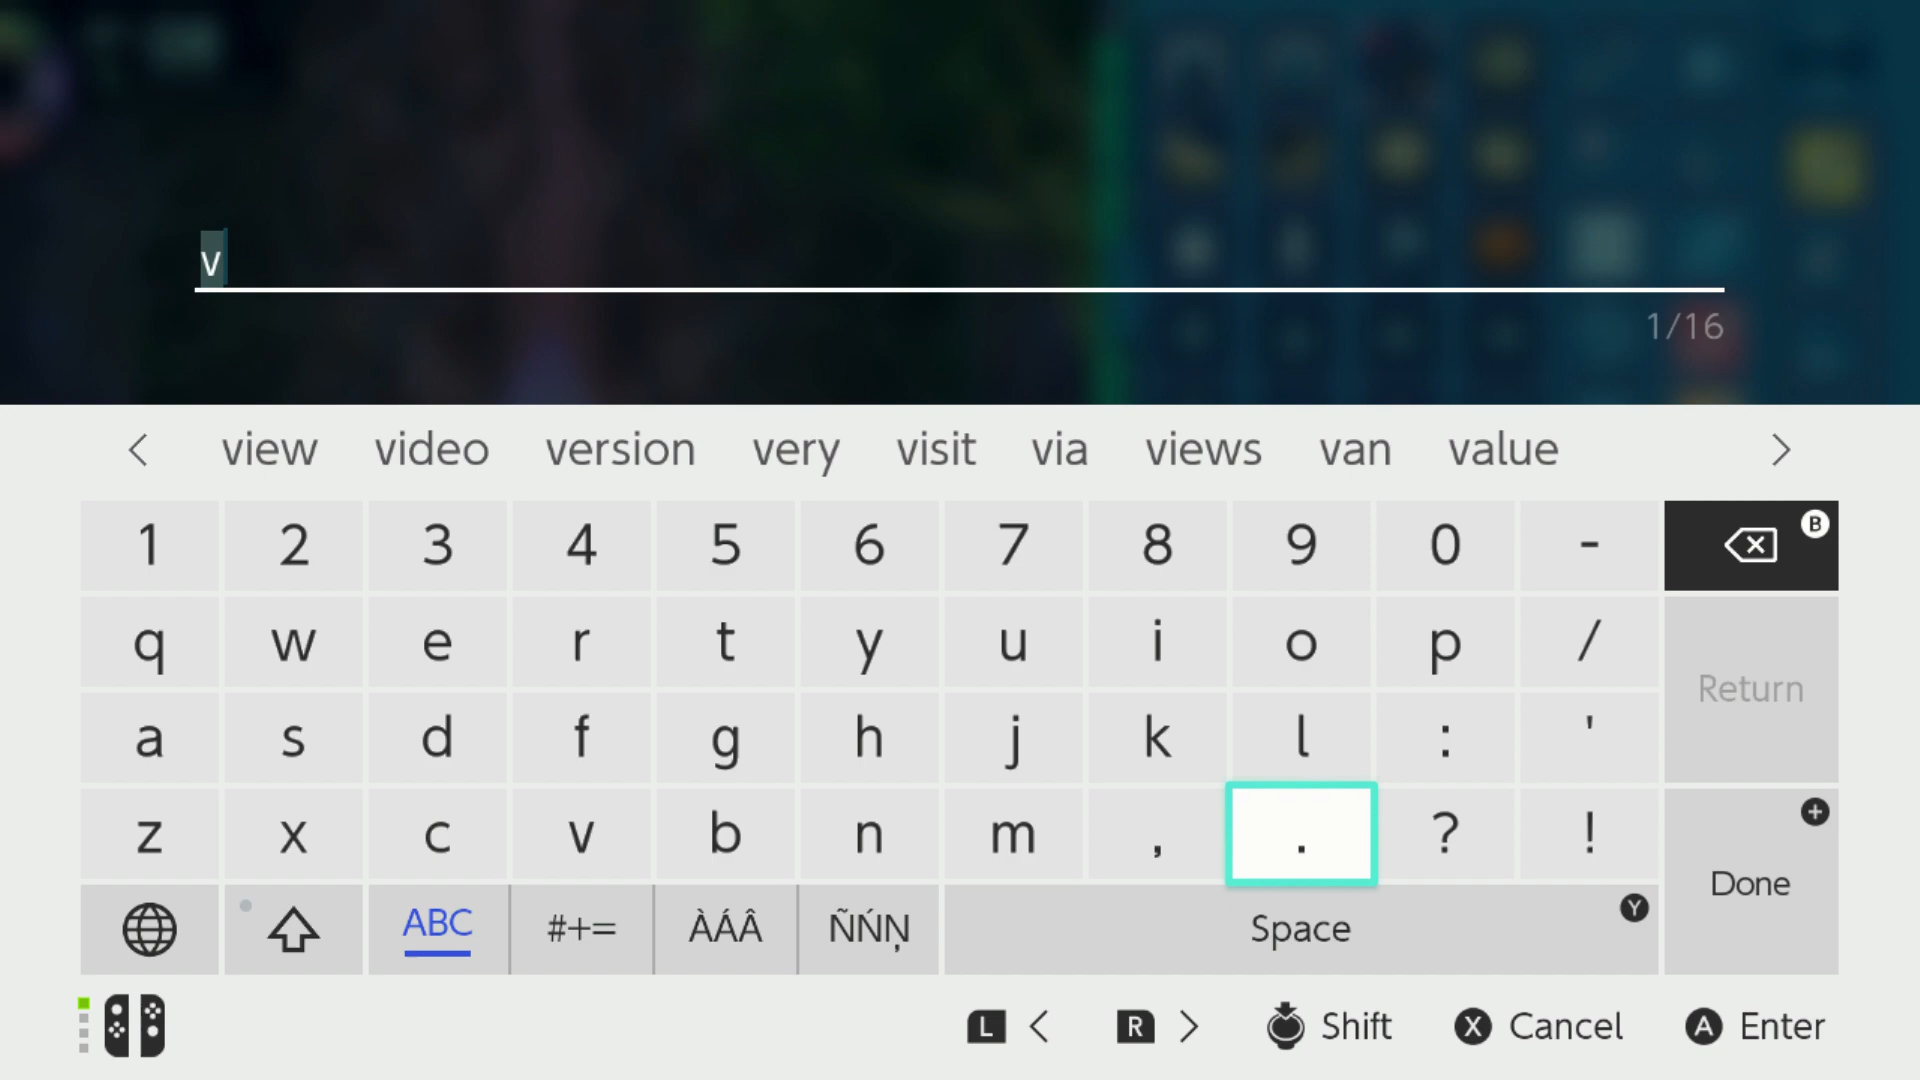 v
1/16
< view video version very visit via views van value >
1 2 3 4 5 6 7 8 9 0 - B
q w e r t y u i o p /
Return
a s d f g h j k l : '
z x c v b n m , . ? ! +
Done
ABC #+= ÀÁÂ ÑŃŅ Space Y
L < R > Shift X Cancel A Enter